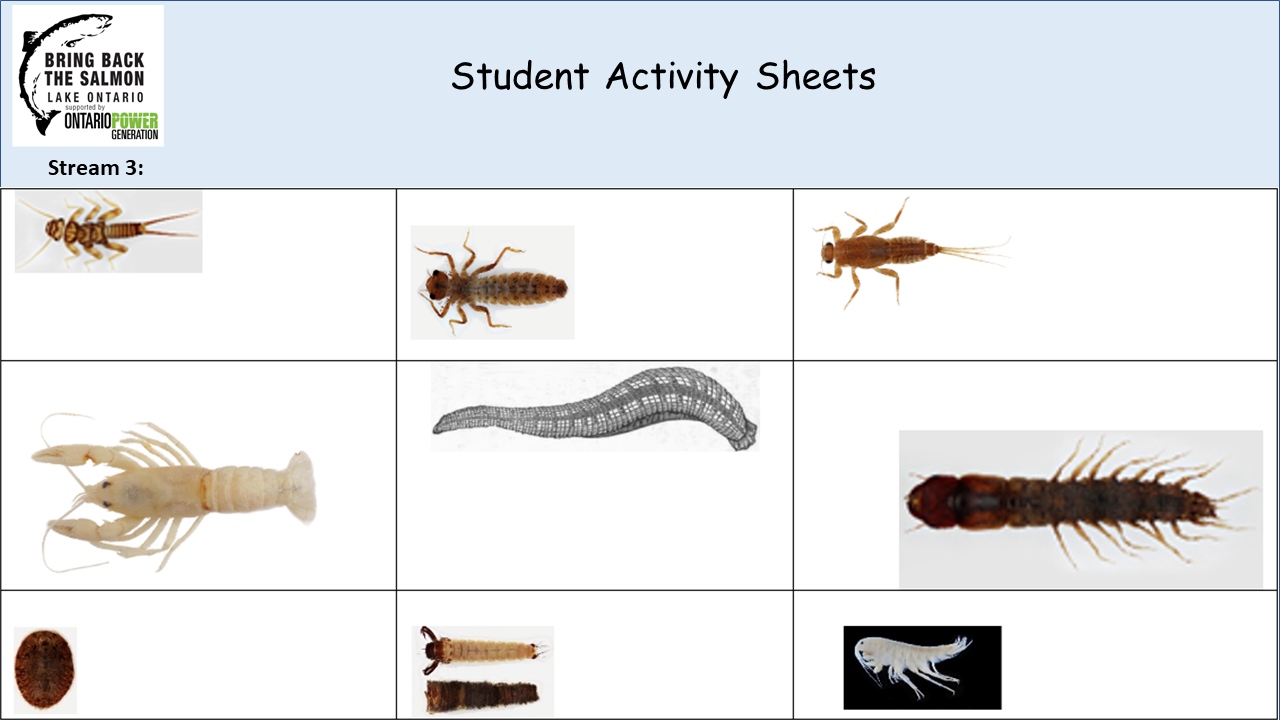 BRING BACK
THE SALMON
LAKE ONTARIO
supported by
ONTARIOPOWER
GENERATION
Student Activity Sheets
Stream 3: